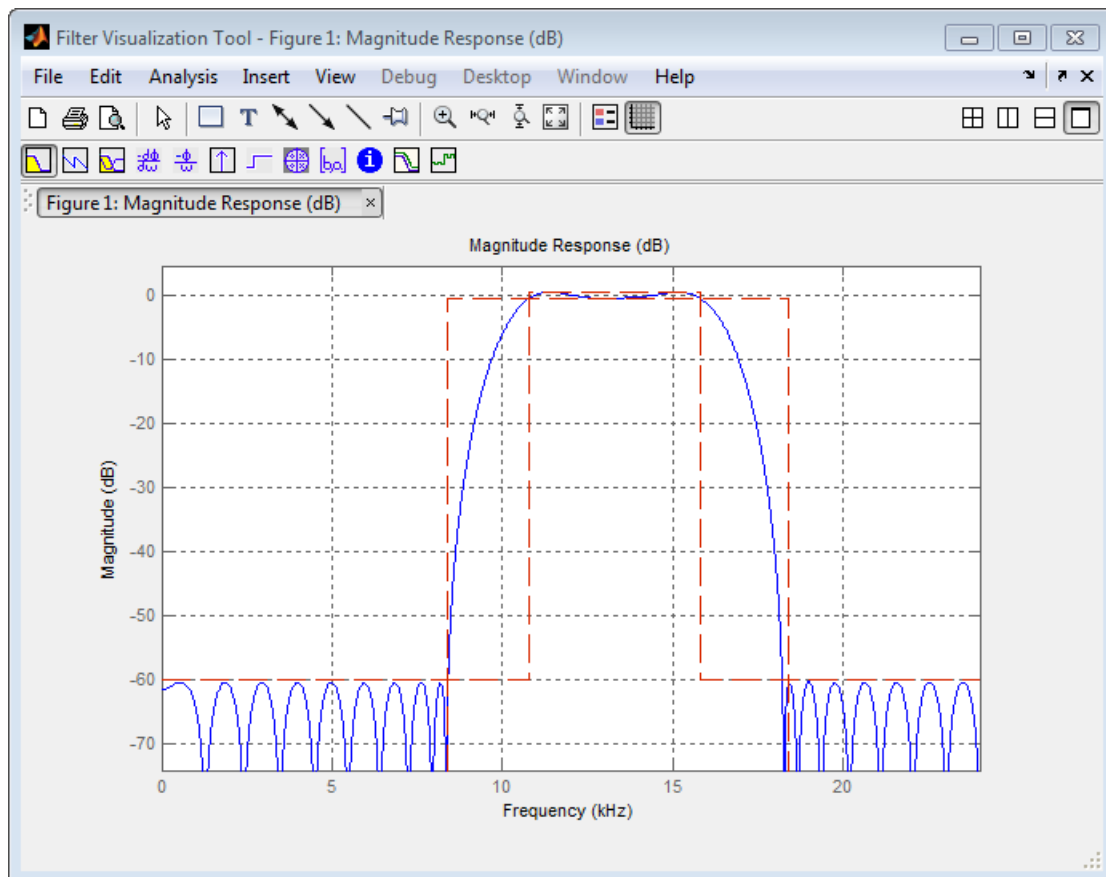 Filter Visualization Tool - Figure 1: Magnitude Response (dB)
File Edit Analysis Insert View Debug Desktop Window Help
T
[b,a]
Figure 1: Magnitude Response (dB) ×
Magnitude Response (dB)
Magnitude (dB)
0
-10
-20
-30
-40
-50
-60
-70
0 5 10 15 20
Frequency (kHz)